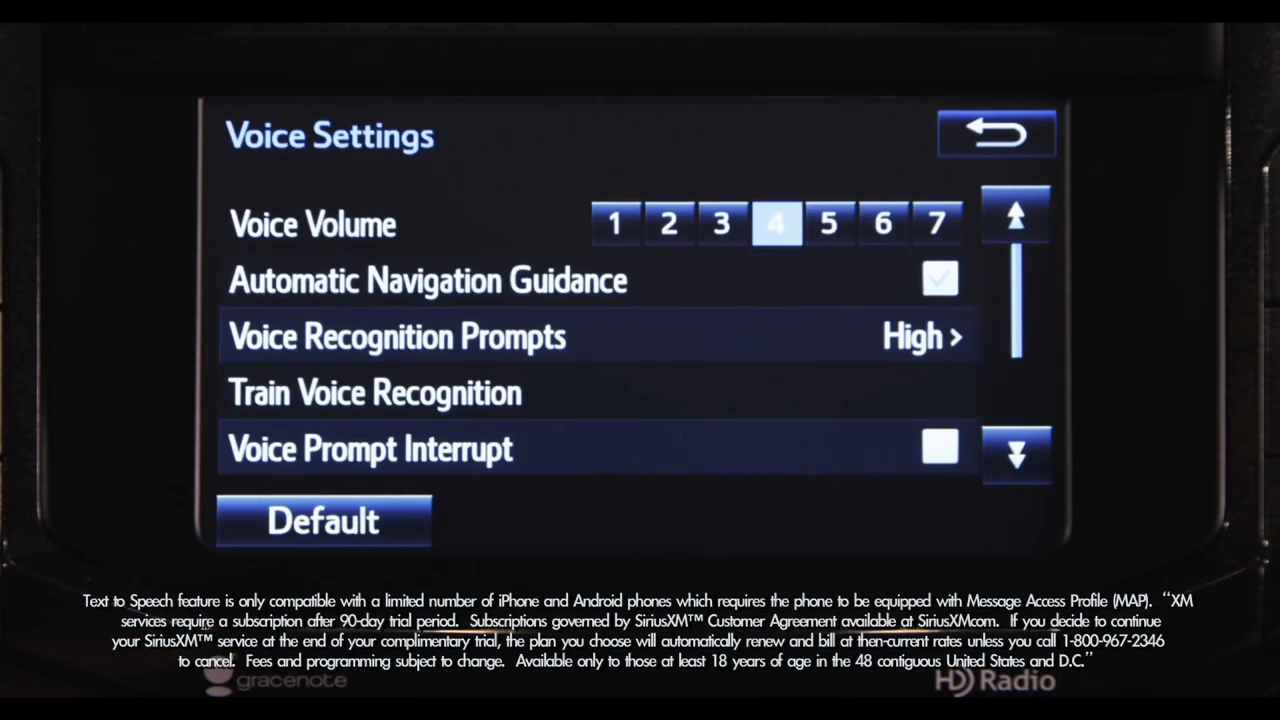 Voice Settings
Voice Volume 1 2 3 4 5 6 7
Automatic Navigation Guidance
Voice Recognition Prompts High >
Train Voice Recognition
Voice Prompt Interrupt
Default
Text to Speech feature is only compatible with a limited number of iPhone and Android phones which requires the phone to be equipped with Message Access Profile (MAP). “XM
services require a subscription after 90-day trial period. Subscriptions governed by SiriusXM™ Customer Agreement available at SiriusXM.com. If you decide to continue
your SiriusXM™ service at the end of your complimentary trial, the plan you choose will automatically renew and bill at then-current rates unless you call 1-800-967-2346
to cancel. Fees and programming subject to change. Available only to those at least 18 years of age in the 48 contiguous United States and D.C.”
gracenote HD Radio